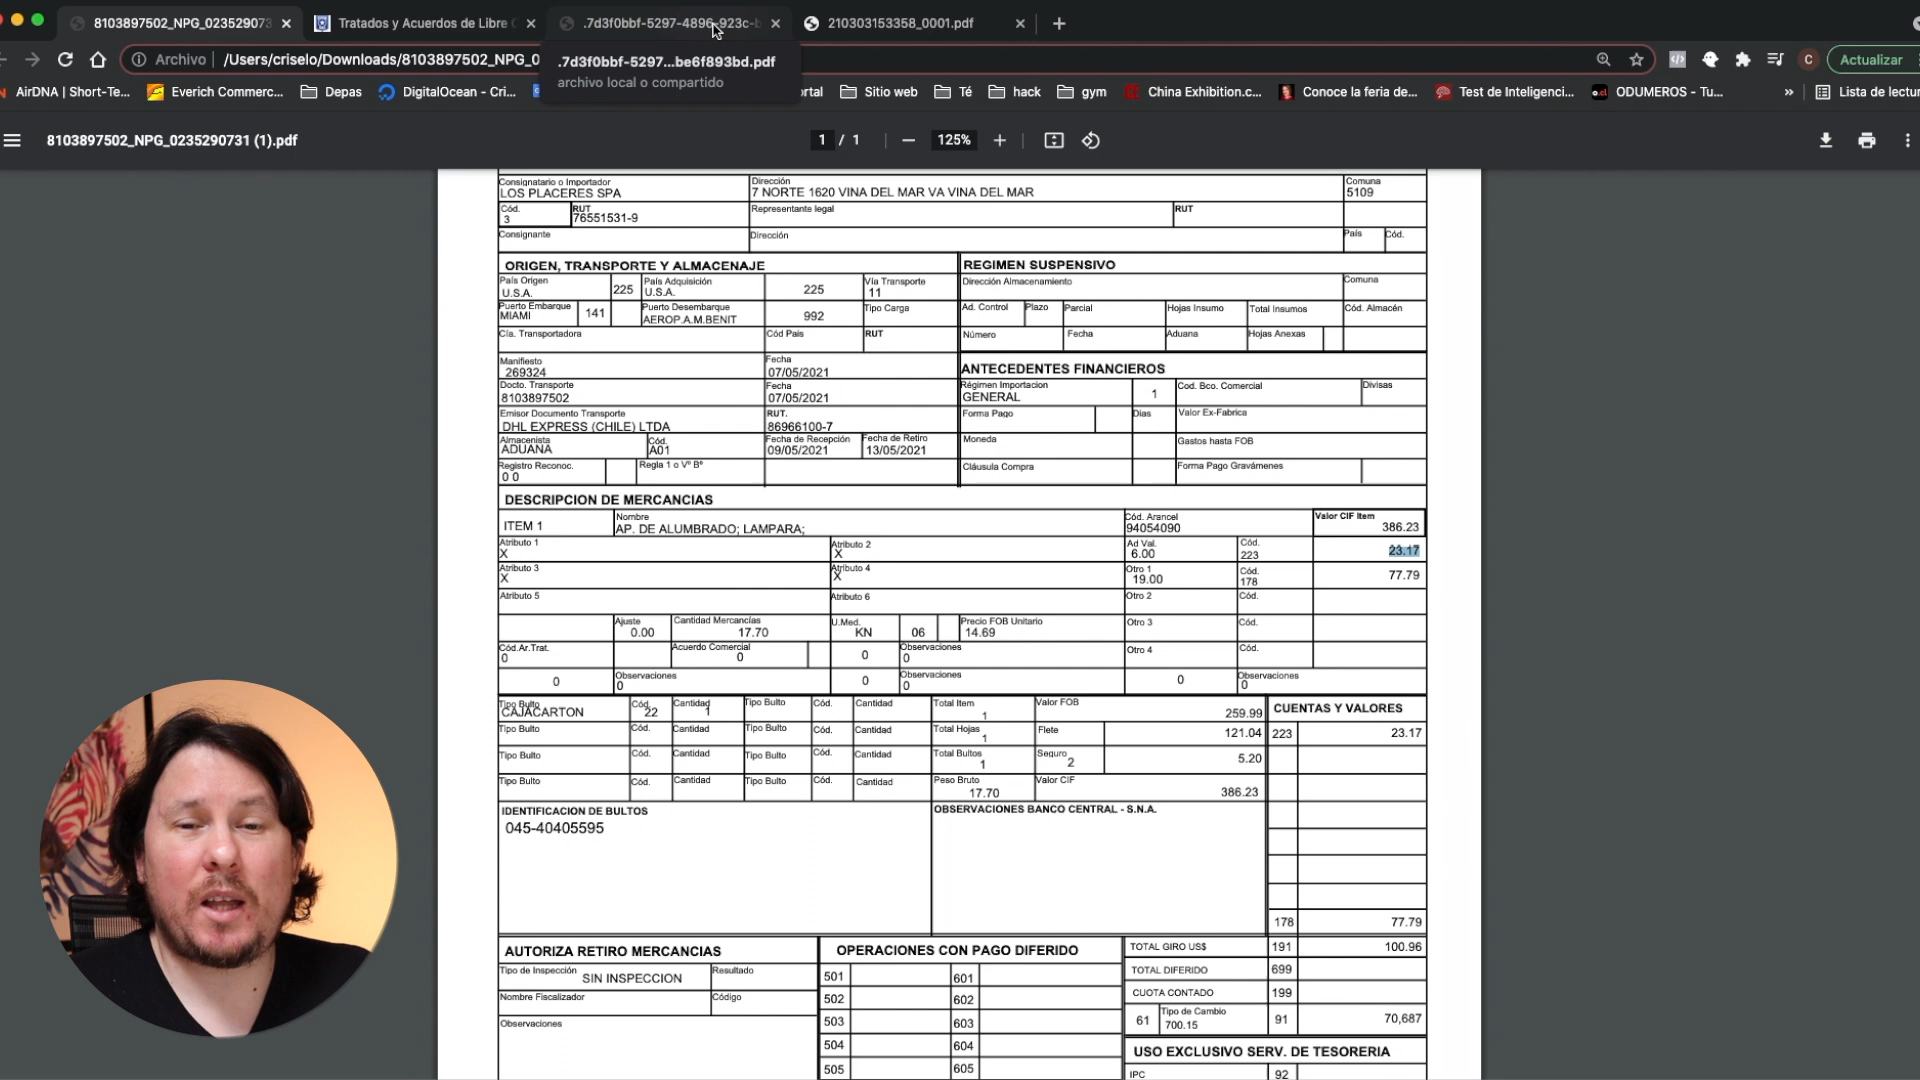 8103897502_NPG_023529073
Tratados y Acuerdos de Libre C
.7d3f0bbf-5297-4896-923c-b
210303153358_0001.pdf
Archivo
/Users/criselo/Downloads/8103897502_NPG_0
.7d3f0bbf-5297...be6f893bd.pdf
archivo local o compartido
C
Actualizar
AirDNA | Short-Te...
Everich Commerc...
Depas
DigitalOcean - Cri...
ortal
Sitio web
Té
hack
gym
China Exhibition.c...
Conoce la feria de...
Test de Inteligenci...
ODUMEROS - Tu...
»
Lista de lectur
8103897502_NPG_0235290731 (1).pdf
1 / 1
125%
Consignatario o Importador
LOS PLACERES SPA
Dirección
7 NORTE 1620 VINA DEL MAR VA VINA DEL MAR
Comuna
5109
Cód.
3
RUT
76551531-9
Representante legal
RUT
Consignante
Dirección
País
Cód.
ORIGEN, TRANSPORTE Y ALMACENAJE
REGIMEN SUSPENSIVO
País Origen
U.S.A.
225
País Adquisición
U.S.A.
225
Vía Transporte
11
Dirección Almacenamiento
Comuna
Puerto Embarque
MIAMI
141
Puerto Desembarque
AEROP.A.M.BENIT
992
Tipo Carga
Ad. Control
Plazo
Parcial
Hojas Insumo
Total Insumos
Cód. Almacén
Cía. Transportadora
Cód Pais
RUT
Número
Fecha
Aduana
Hojas Anexas
Manifiesto
269324
Fecha
07/05/2021
ANTECEDENTES FINANCIEROS
Docto. Transporte
8103897502
Fecha
07/05/2021
Régimen Importacion
GENERAL
1
Cod. Bco. Comercial
Divisas
Emisor Documento Transporte
DHL EXPRESS (CHILE) LTDA
RUT.
86966100-7
Forma Pago
Dias
Valor Ex-Fabrica
Almacenista
ADUANA
Cód.
A01
Fecha de Recepción
09/05/2021
Fecha de Retiro
13/05/2021
Moneda
Gastos hasta FOB
Registro Reconoc.
0 0
Regla 1 o Vº Bº
Cláusula Compra
Forma Pago Gravámenes
DESCRIPCION DE MERCANCIAS
ITEM 1
Nombre
AP. DE ALUMBRADO; LAMPARA;
Cód. Arancel
94054090
Valor CIF Item
386.23
Atributo 1
X
Atributo 2
X
Ad Val.
6.00
Cód.
223
23.17
Atributo 3
X
Atributo 4
X
Otro 1
19.00
Cód.
178
77.79
Atributo 5
Atributo 6
Otro 2
Cód.
Ajuste
0.00
Cantidad Mercancías
17.70
U.Med.
KN
06
Precio FOB Unitario
14.69
Otro 3
Cód.
Cód.Ar.Trat.
0
Acuerdo Comercial
0
0
Observaciones
0
Otro 4
Cód.
0
Observaciones
0
0
Observaciones
0
0
Observaciones
0
Tipo Bulto
CAJACARTON
Cód.
22
Cantidad
1
Tipo Bulto
Cód.
Cantidad
Total Item
1
Valor FOB
259.99
CUENTAS Y VALORES
Tipo Bulto
Cód.
Cantidad
Tipo Bulto
Cód.
Cantidad
Total Hojas
1
Flete
121.04
223
23.17
Tipo Bulto
Cód.
Cantidad
Tipo Bulto
Cód.
Cantidad
Total Bultos
1
Seguro
2
5.20
Tipo Bulto
Cód.
Cantidad
Tipo Bulto
Cód.
Cantidad
Peso Bruto
17.70
Valor CIF
386.23
IDENTIFICACION DE BULTOS
045-40405595
OBSERVACIONES BANCO CENTRAL - S.N.A.
178
77.79
AUTORIZA RETIRO MERCANCIAS
OPERACIONES CON PAGO DIFERIDO
TOTAL GIRO US$
191
100.96
Tipo de Inspección
SIN INSPECCION
Resultado
501
601
TOTAL DIFERIDO
699
Nombre Fiscalizador
Código
502
602
CUOTA CONTADO
199
Observaciones
503
603
61
Tipo de Cambio
700.15
91
70,687
504
604
USO EXCLUSIVO SERV. DE TESORERIA
505
605
IPC
92